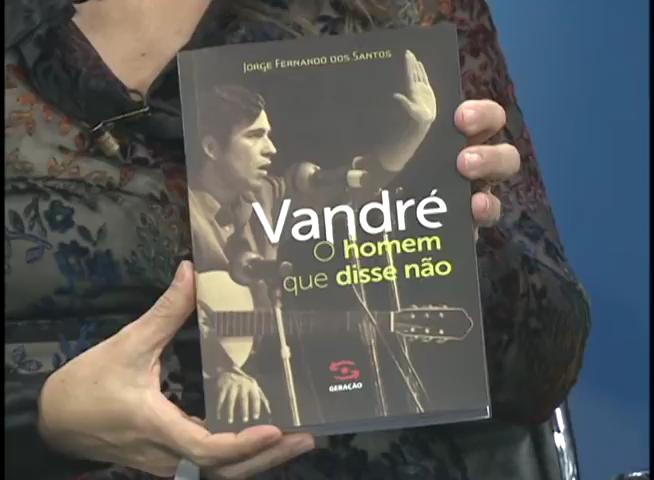 JORGE FERNANDO DOS SANTOS
Vandré
O homem
que disse não
GERAÇÃO